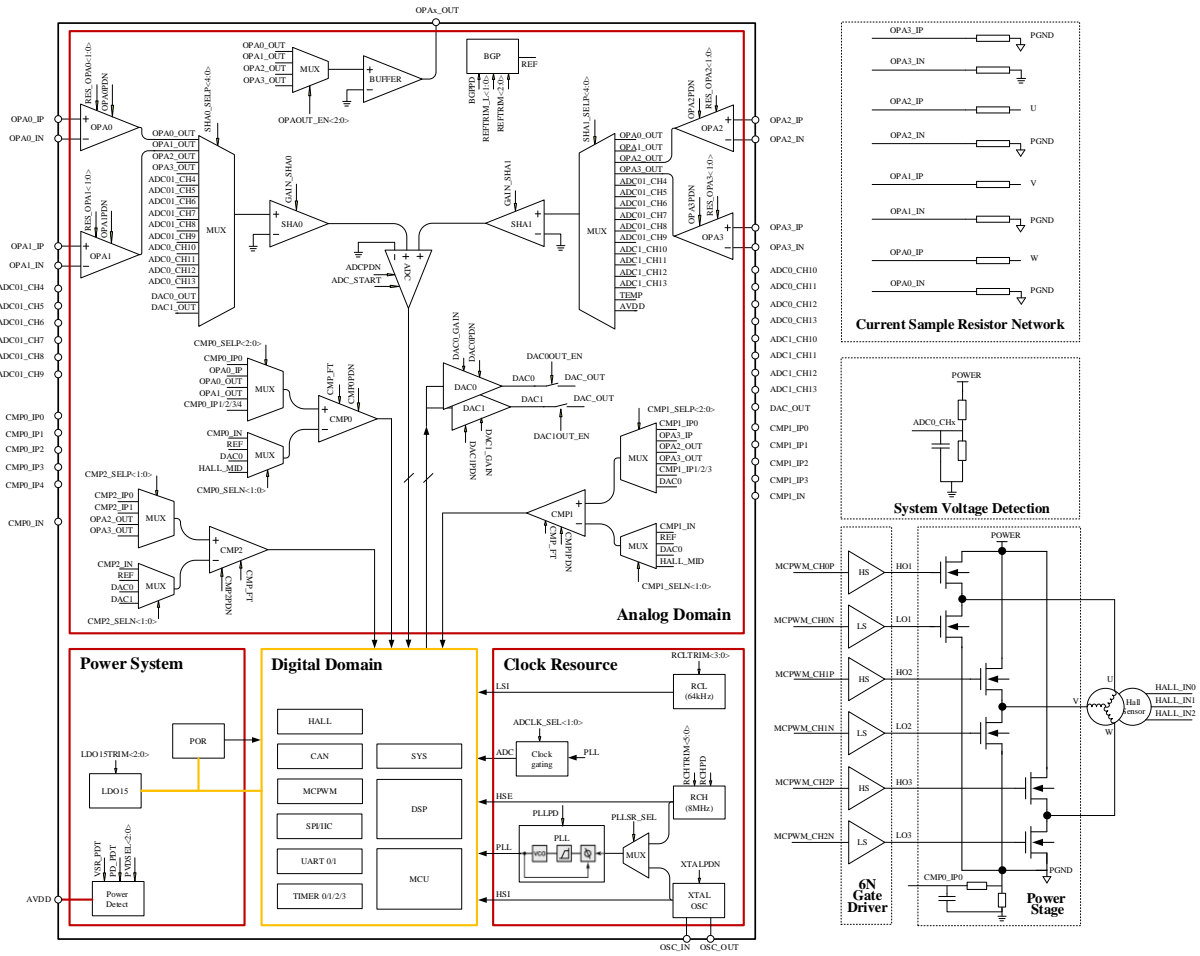 OPAx_OUT
OPA0_OUT
OPA1_OUT
OPA2_OUT
OPA3_OUT
MUX
OPAOUT_EN<2:0>
BUFFER
BGP
REF
BGPPD
REFTRIM_L<1:0>
REPTRIM<2:0>
RES_OPA0<1:0>
OPA0PDN
OPA0_IP
OPA0_IN
OPA0
SHA0_SELP<4:0>
OPA0_OUT
OPA1_OUT
OPA2_OUT
OPA3_OUT
ADC01_CH4
ADC01_CH5
ADC01_CH6
ADC01_CH7
ADC01_CH8
ADC01_CH9
ADC0_CH10
ADC0_CH11
ADC0_CH12
ADC0_CH13
DAC0_OUT
DAC1_OUT
MUX
RES_OPA1<1:0>
OPA1PDN
OPA1_IP
OPA1_IN
OPA1
GAIN_SHA0
SHA0
GAIN_SHA1
SHA1
ADCPDN
ADC_START
ADC
SHA1_SELP<4:0>
MUX
OPA0_OUT
OPA1_OUT
OPA2_OUT
OPA3_OUT
ADC01_CH4
ADC01_CH5
ADC01_CH6
ADC01_CH7
ADC01_CH8
ADC01_CH9
ADC1_CH10
ADC1_CH11
ADC1_CH12
ADC1_CH13
TEMP
AVDD
OPA2PDN
RES_OPA2<1:0>
OPA2
OPA2_IP
OPA2_IN
OPA3PDN
RES_OPA3<1:0>
OPA3
OPA3_IP
OPA3_IN
ADC01_CH4
ADC01_CH5
ADC01_CH6
ADC01_CH7
ADC01_CH8
ADC01_CH9
CMP0_IP0
CMP0_IP1
CMP0_IP2
CMP0_IP3
CMP0_IP4
CMP0_IN
ADC0_CH10
ADC0_CH11
ADC0_CH12
ADC0_CH13
ADC1_CH10
ADC1_CH11
ADC1_CH12
ADC1_CH13
DAC_OUT
CMP1_IP0
CMP1_IP1
CMP1_IP2
CMP1_IP3
CMP1_IN
CMP0_SELP<2:0>
CMP0_IP0
OPA0_IP
OPA0_OUT
OPA1_OUT
CMP0_IP1/2/3/4
MUX
CMP_FT
CMP0PDN
CMP0
CMP0_IN
REF
DAC0
HALL_MID
MUX
CMP0_SELN<1:0>
DAC0_GAIN
DAC0PDN
DAC0
DAC1
DAC1PDN
DAC1_GAIN
DAC0OUT_EN
DAC0
DAC_OUT
DAC1
DAC_OUT
DAC1OUT_EN
CMP1_SELP<2:0>
CMP1_IP0
OPA3_IP
OPA2_OUT
OPA3_OUT
CMP1_IP1/2/3
DAC0
MUX
CMP1
CMP_FT
CMP1PDN
CMP1_IN
REF
DAC0
HALL_MID
MUX
CMP1_SELN<1:0>
CMP2_SELP<1:0>
CMP2_IP0
CMP2_IP1
OPA2_OUT
OPA3_OUT
MUX
CMP2
CMP2PDN
CMP_FT
CMP2_IN
REF
DAC0
DAC1
MUX
CMP2_SELN<1:0>
Analog Domain
Power System
POR
LDO15TRIM<2:0>
LDO15
VSR_PDT
PD_PDT
PVDSEL<2:0>
Power
Detect
AVDD
Digital Domain
HALL
CAN
MCPWM
SPI/IIC
UART 0/1
TIMER 0/1/2/3
SYS
DSP
MCU
Clock Resource
RCLTRIM<3:0>
RCL
(64kHz)
LSI
ADCLK_SEL<1:0>
ADC
Clock
gating
PLL
RCHTRIM<5:0>
RCHPD
RCH
(8MHz)
HSE
PLLPD
PLL
VCO
PLLSR_SEL
MUX
PLL
XTALPDN
XTAL
OSC
HSI
OSC_IN
OSC_OUT
OPA3_IP
PGND
OPA3_IN
OPA2_IP
U
OPA2_IN
PGND
OPA1_IP
V
OPA1_IN
PGND
OPA0_IP
W
OPA0_IN
PGND
Current Sample Resistor Network
POWER
ADC0_CHx
System Voltage Detection
POWER
MCPWM_CH0P
HS
HO1
MCPWM_CH0N
LS
LO1
MCPWM_CH1P
HS
HO2
MCPWM_CH1N
LS
LO2
MCPWM_CH2P
HS
HO3
MCPWM_CH2N
LS
LO3
U
V
W
Hall
Sensor
HALL_IN0
HALL_IN1
HALL_IN2
PGND
CMP0_IP0
6N
Gate
Driver
Power
Stage